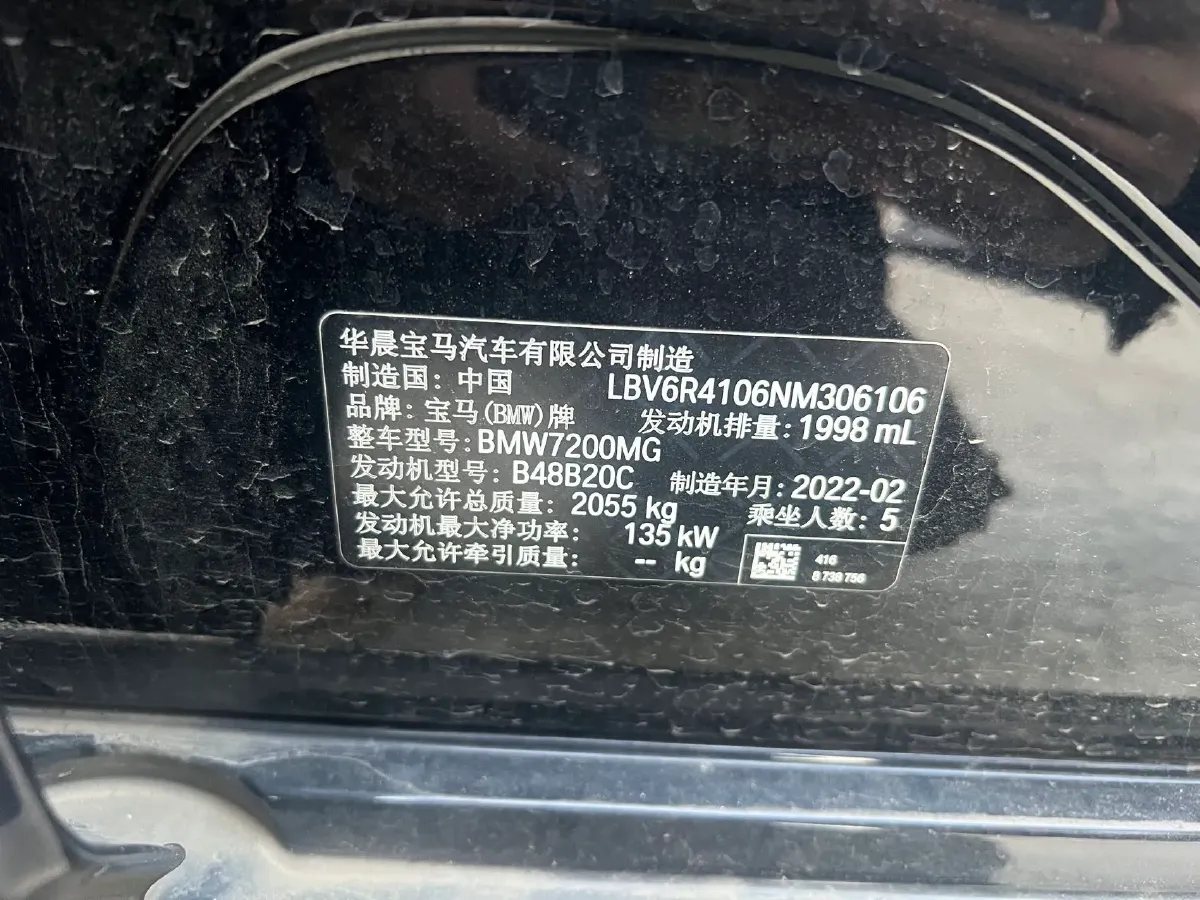 华晨宝马汽车有限公司制造
制造国：中国 LBV6R4106NM306106
品牌：宝马(BMW)牌 发动机排量：1998 mL
整车型号：BMW7200MG
发动机型号：B48B20C 制造年月：2022-02
最大允许总质量：2055 kg 乘坐人数：5
发动机最大净功率： 135 kW
最大允许牵引质量： -- kg
416
8 739 756